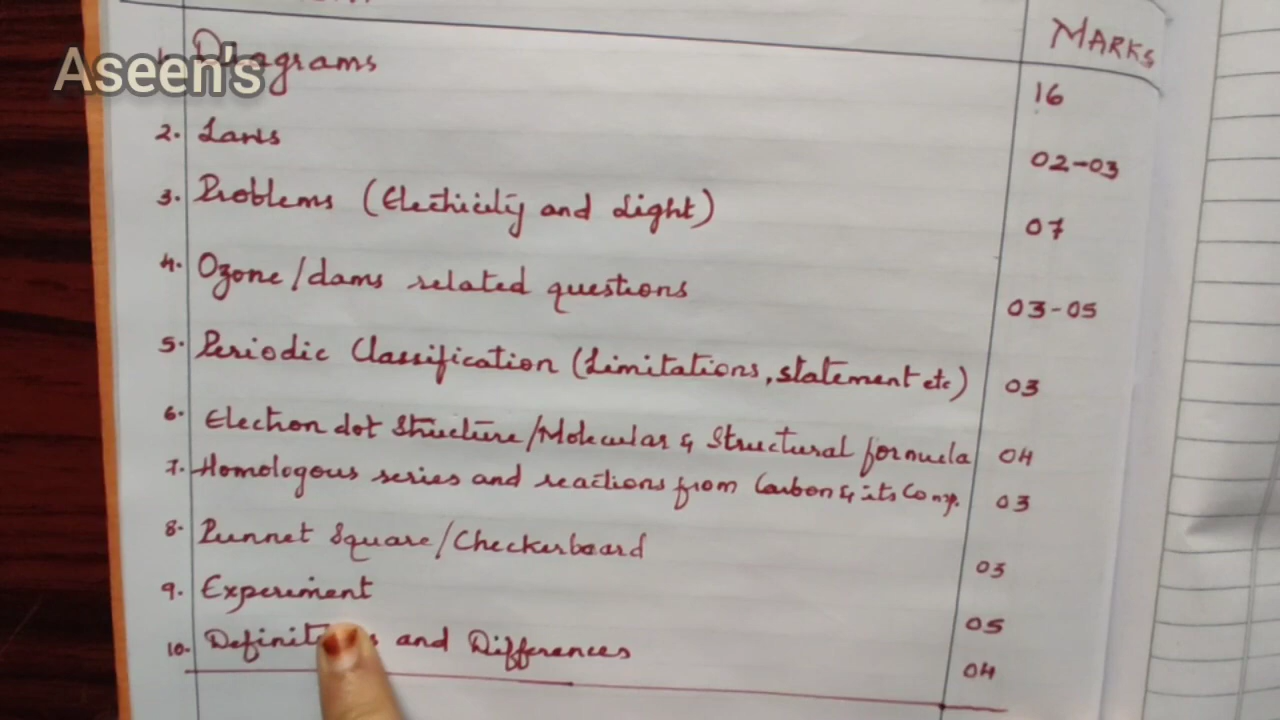 Aseen's
MARKS
Diagrams 16
2. Laws 02-03
3. Problems (Electricity and Light) 07
4. Ozone/dams related questions 03-05
5. Periodic Classification (Limitations, statement etc) 03
6. Electron dot structure/Molecular & Structural formula 04
7. Homologous series and reactions from Carbon & its Comp. 03
8. Punnet Square/Checkerboard 03
9. Experiment 05
10. and Differences 04